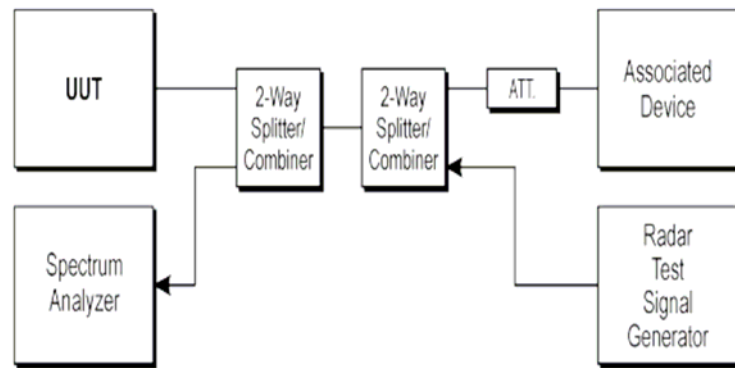 UUT
2-Way
Splitter/
Combiner
2-Way
Splitter/
Combiner
ATT.
Associated
Device
Spectrum
Analyzer
Radar
Test
Signal
Generator